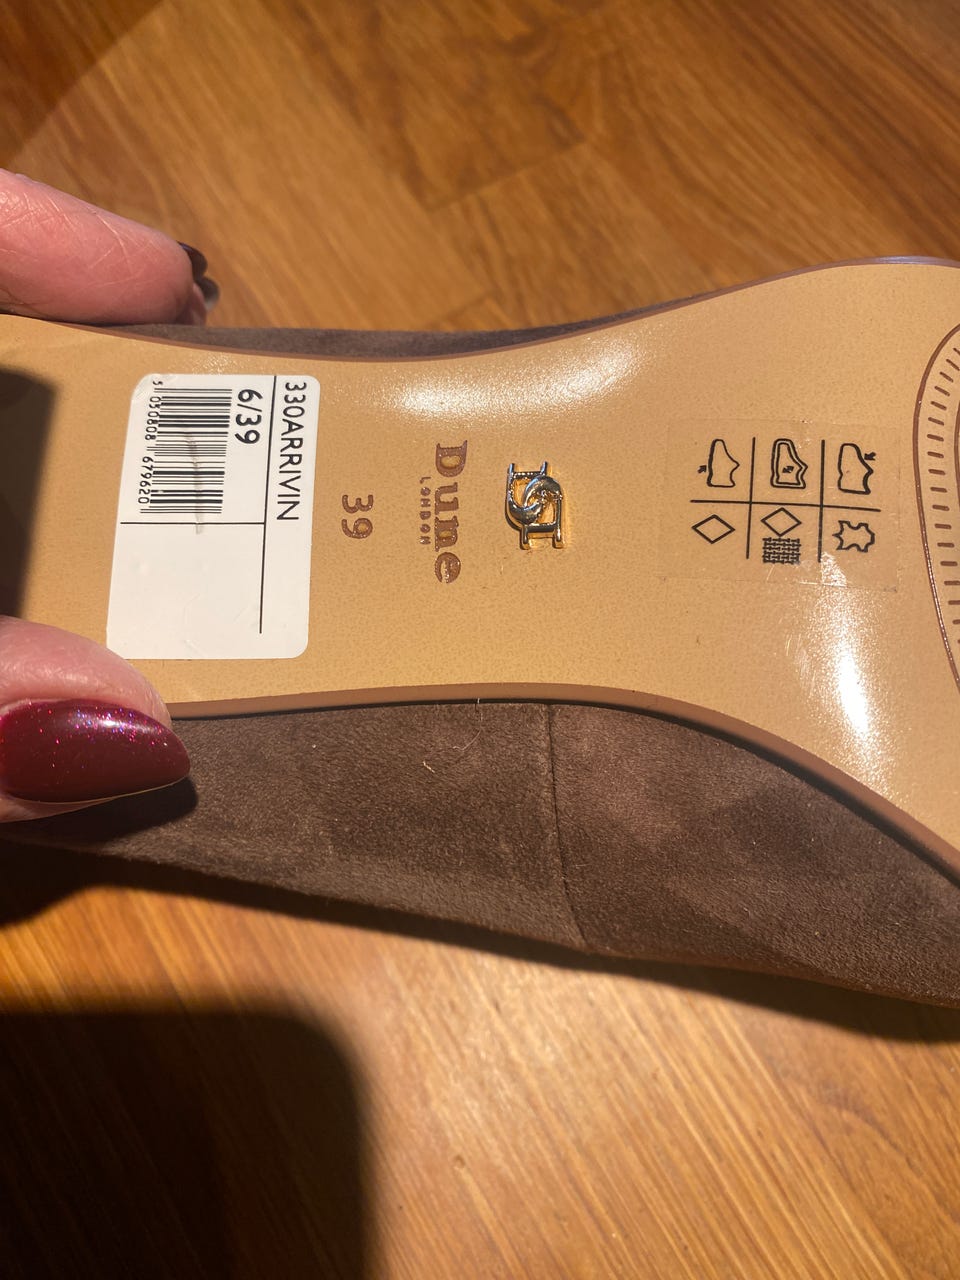 330ARRIVIN
6/39
5 050808 679620
39
Dune
LONDON